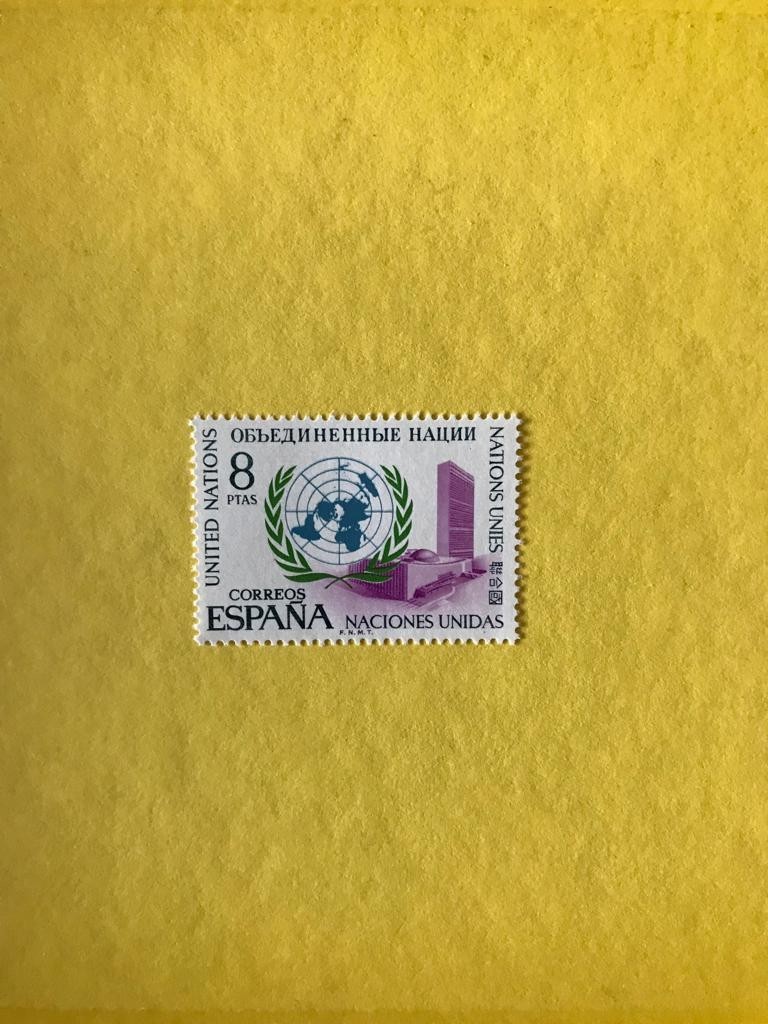 ОБЪЕДИНЕННЫЕ НАЦИИ
UNITED NATIONS
8
PTAS
NATIONS UNIES 聯合國
CORREOS
ESPAÑA
NACIONES UNIDAS
F.N.M.T.